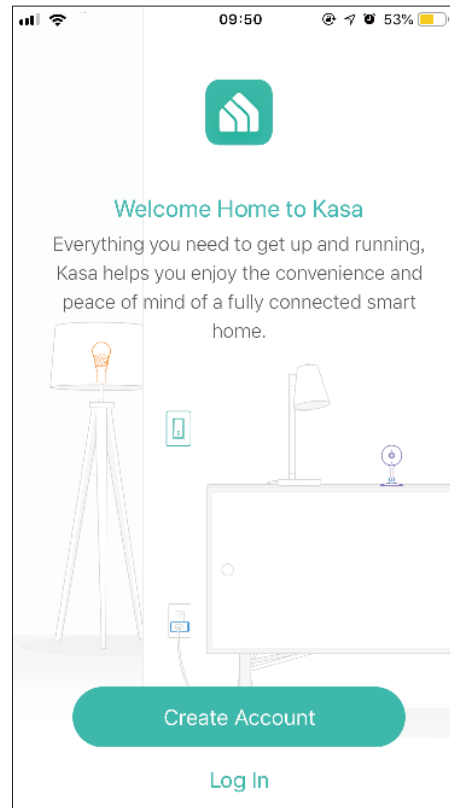 09:50 53%
Welcome Home to Kasa
Everything you need to get up and running,
Kasa helps you enjoy the convenience and
peace of mind of a fully connected smart
home.
Create Account
Log In